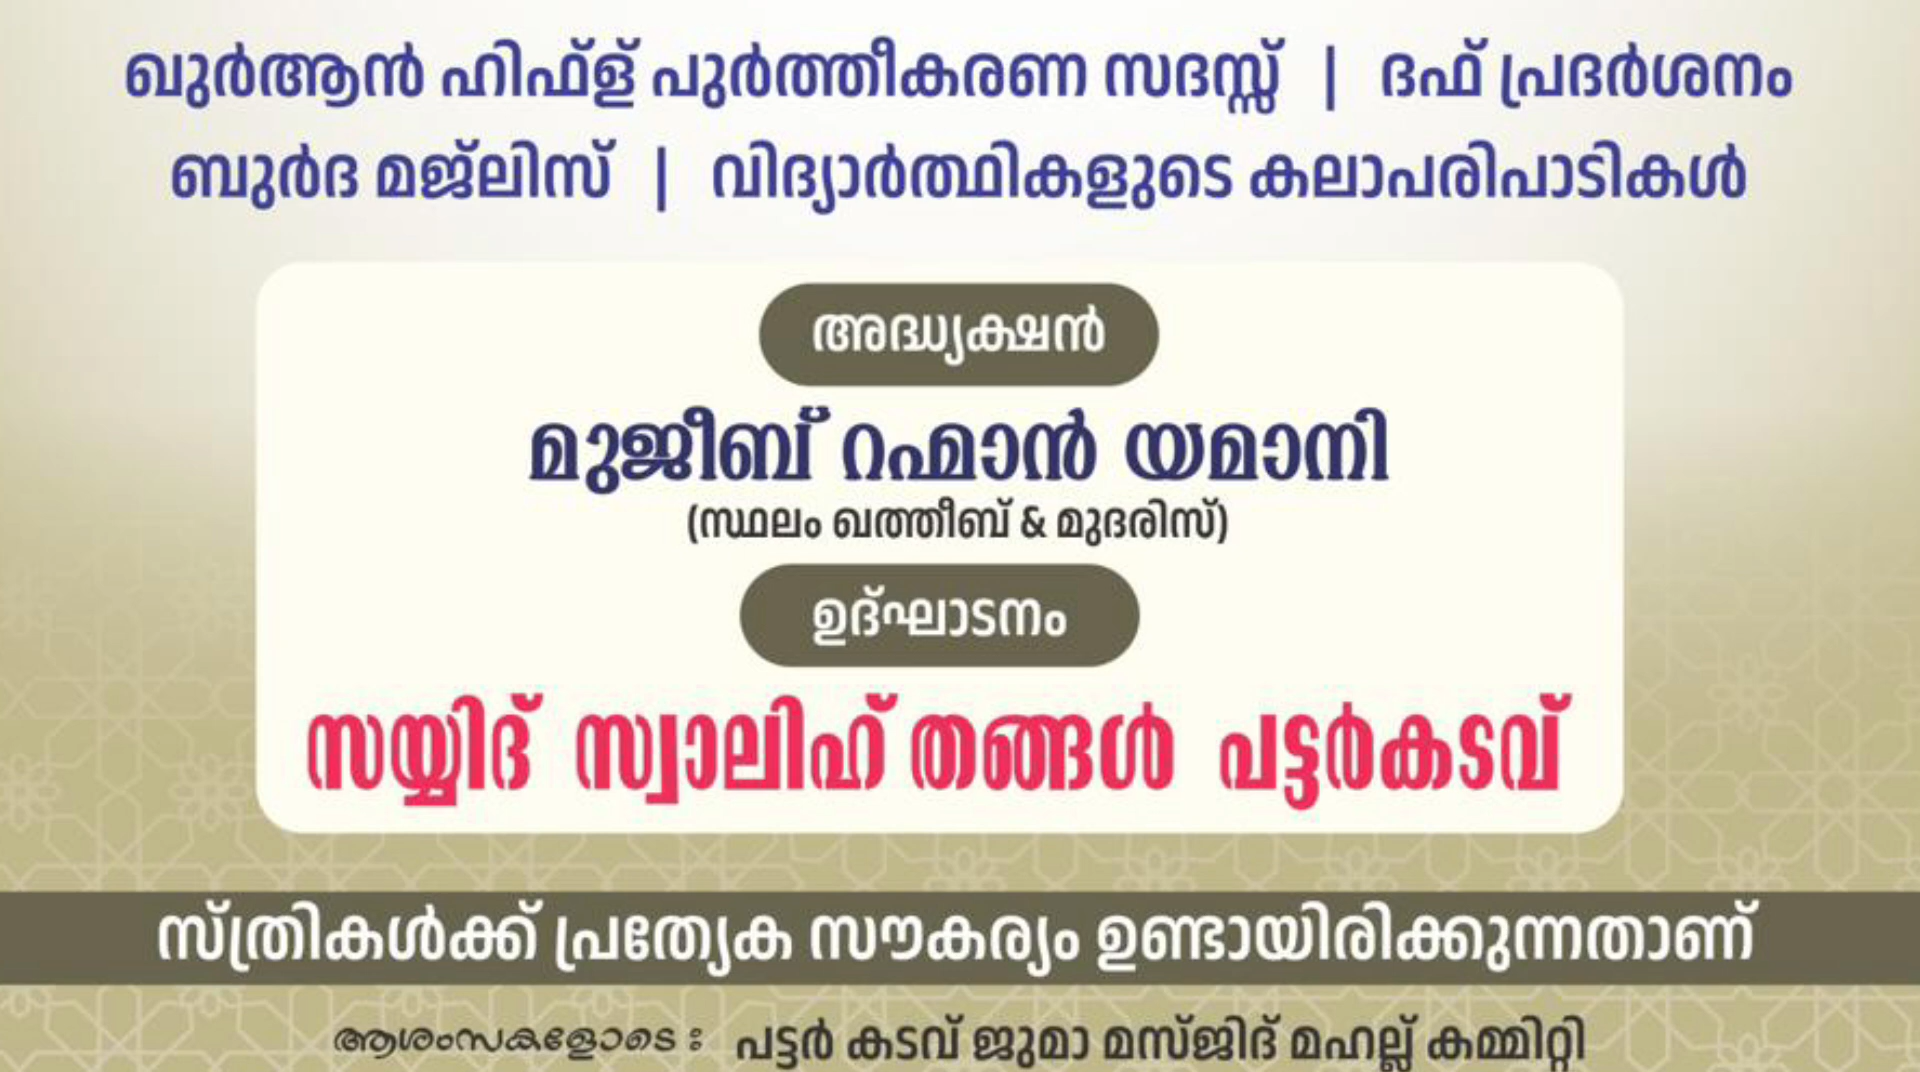 ഖുർആൻ ഹിഫ്ള് പുർത്തീകരണ സദസ്സ് | ദഫ് പ്രദർശനം
ബുർദ മജ്ലിസ് | വിദ്യാർത്ഥികളുടെ കലാപരിപാടികൾ
അദ്ധ്യക്ഷൻ
മുജീബ് റഹ്മാൻ യമാനി
(സ്ഥലം ഖത്തീബ് & മുദരിസ്)
ഉദ്ഘാടനം
സയ്യിദ് സ്വാലിഹ് തങ്ങൾ പട്ടർകടവ്
സ്ത്രികൾക്ക് പ്രത്യേക സൗകര്യം ഉണ്ടായിരിക്കുന്നതാണ്
ആശംസകളോടെ : പട്ടർ കടവ് ജുമാ മസ്ജിദ് മഹല്ല് കമ്മിറ്റി